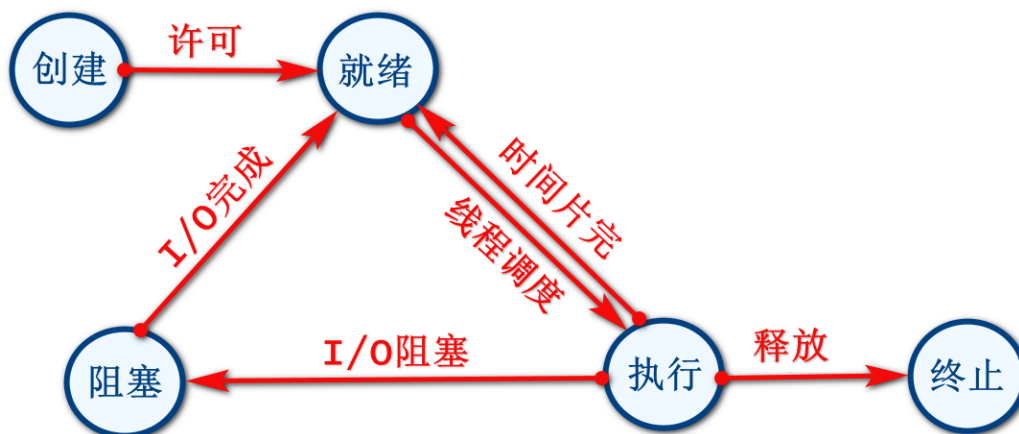 创建
许可
就绪
I/O完成
时间片完
线程调度
阻塞
I/O阻塞
执行
释放
终止